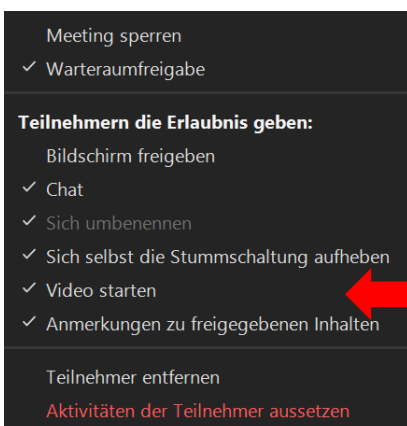 Meeting sperren
Warteraumfreigabe
Teilnehmern die Erlaubnis geben:
Bildschirm freigeben
Chat
Sich umbenennen
Sich selbst die Stummschaltung aufheben
Video starten
Anmerkungen zu freigegebenen Inhalten
Teilnehmer entfernen
Aktivitäten der Teilnehmer aussetzen